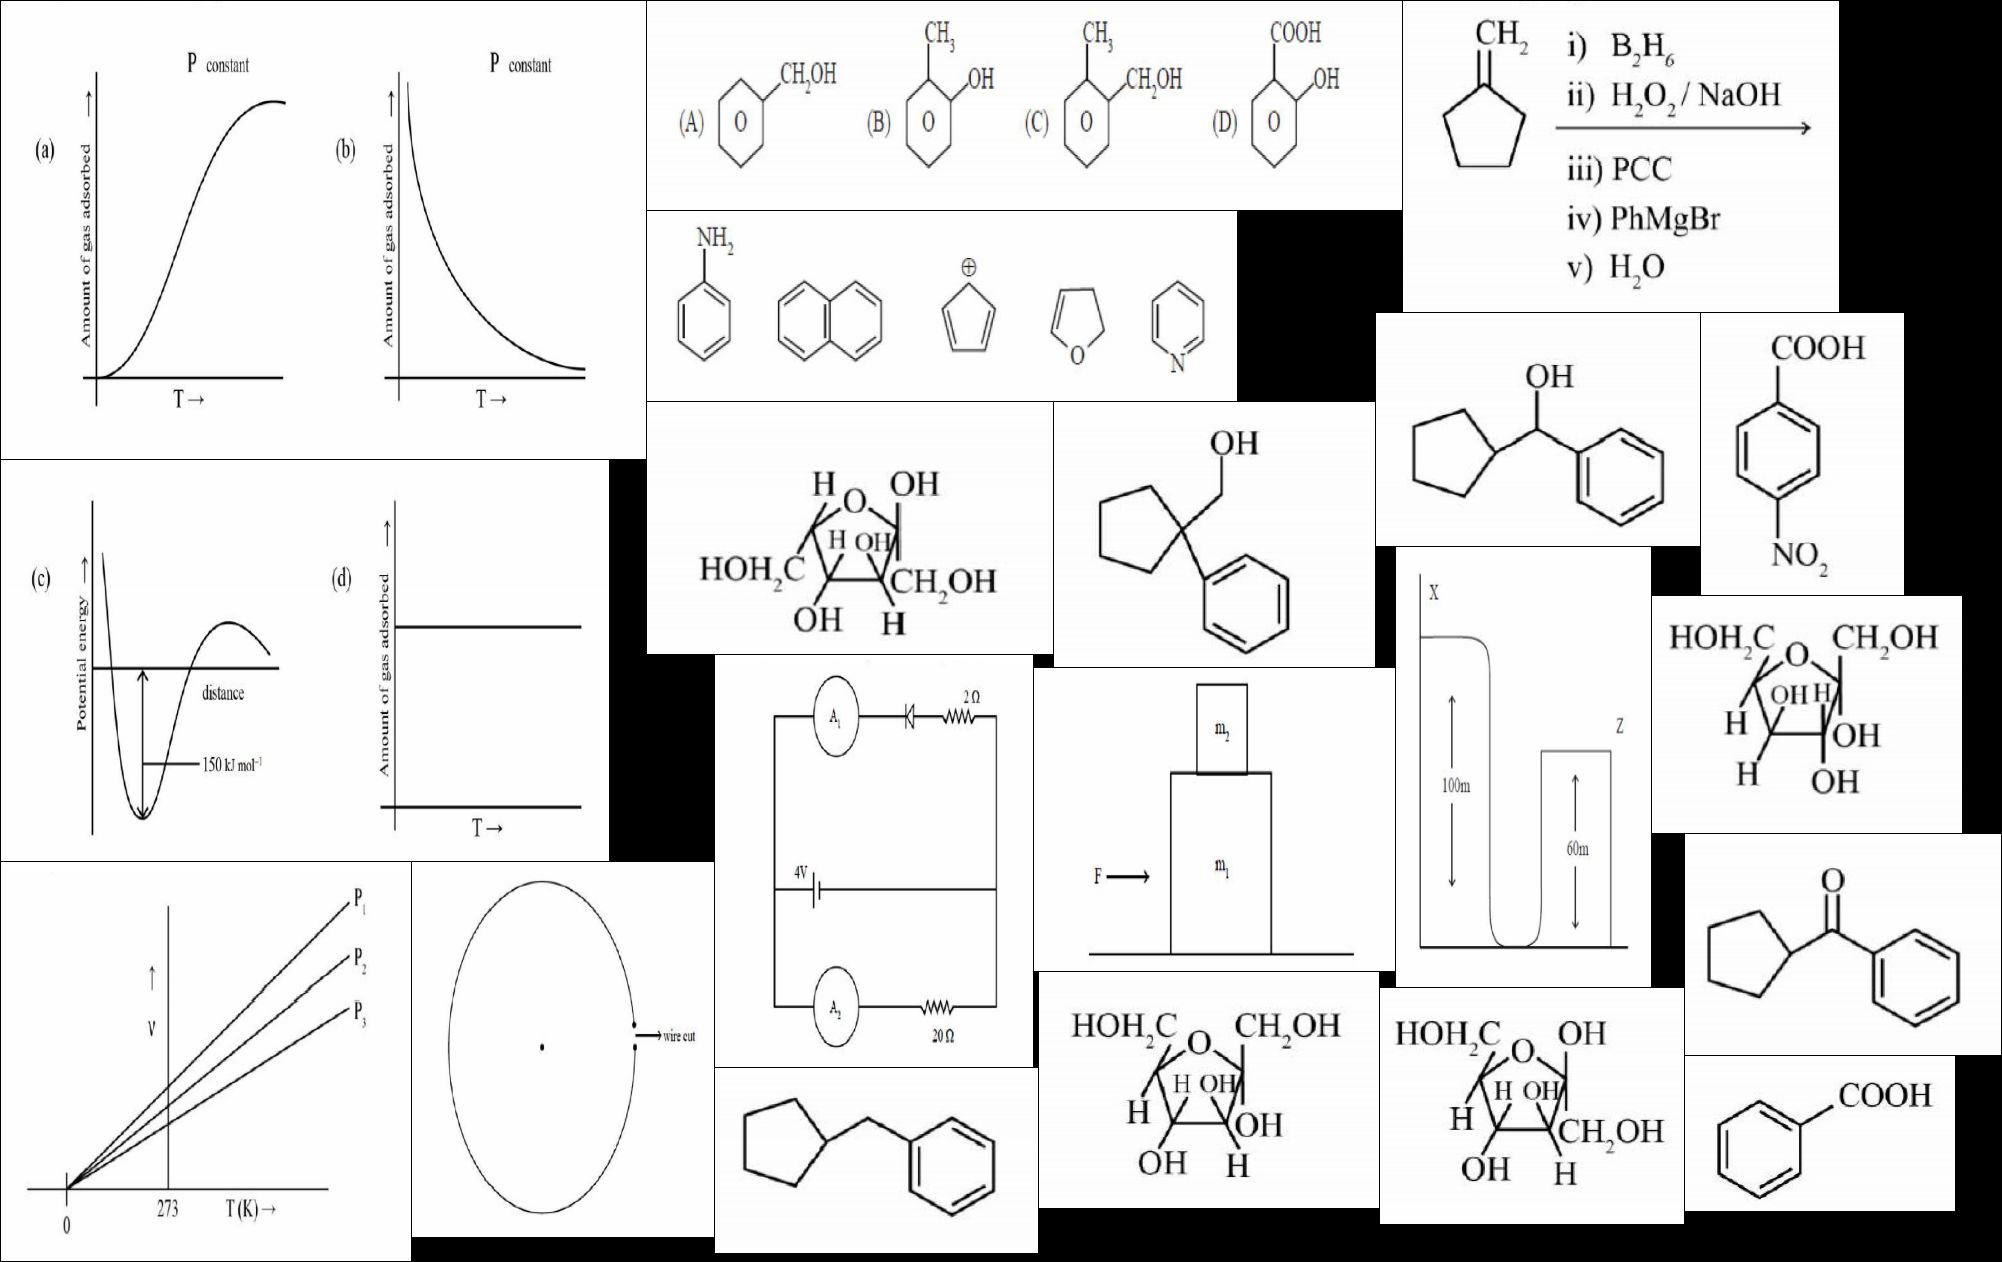 P constant
(a)
Amount of gas adsorbed →
T →
P constant
(b)
Amount of gas adsorbed →
T →
(c)
Potential energy →
distance
150 kJ mol⁻¹
(d)
Amount of gas adsorbed →
T →
P₁
P₂
P₃
V
0
273
T (K) →
wire cut
(A)
O
CH₂OH
(B)
CH₃
OH
O
(C)
CH₃
CH₂OH
O
(D)
COOH
OH
O
NH₂
⊕
O
N
CH₂
i) B₂H₆
ii) H₂O₂ / NaOH
iii) PCC
iv) PhMgBr
v) H₂O
H O OH
H OH
HOH₂C CH₂OH
OH H
OH
OH
COOH
NO₂
A₁
2 Ω
4V
A₂
20 Ω
m₂
F →
m₁
X
Z
100m
60m
HOH₂C O CH₂OH
OH H
H OH
H OH
HOH₂C O CH₂OH
H OH
H OH
OH H
HOH₂C O OH
H OH
H CH₂OH
OH H
O
COOH